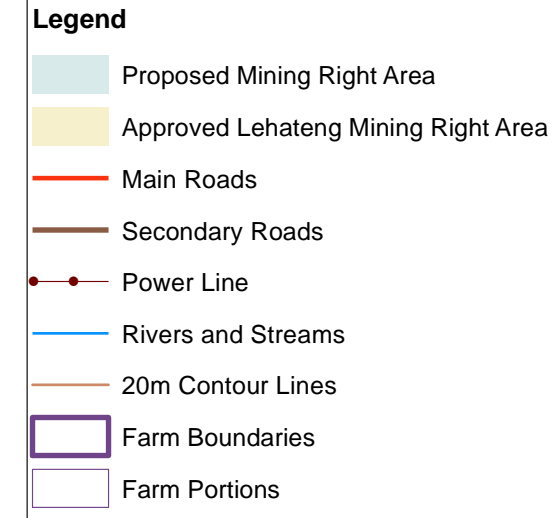 Legend
Proposed Mining Right Area
Approved Lehateng Mining Right Area
Main Roads
Secondary Roads
Power Line
Rivers and Streams
20m Contour Lines
Farm Boundaries
Farm Portions